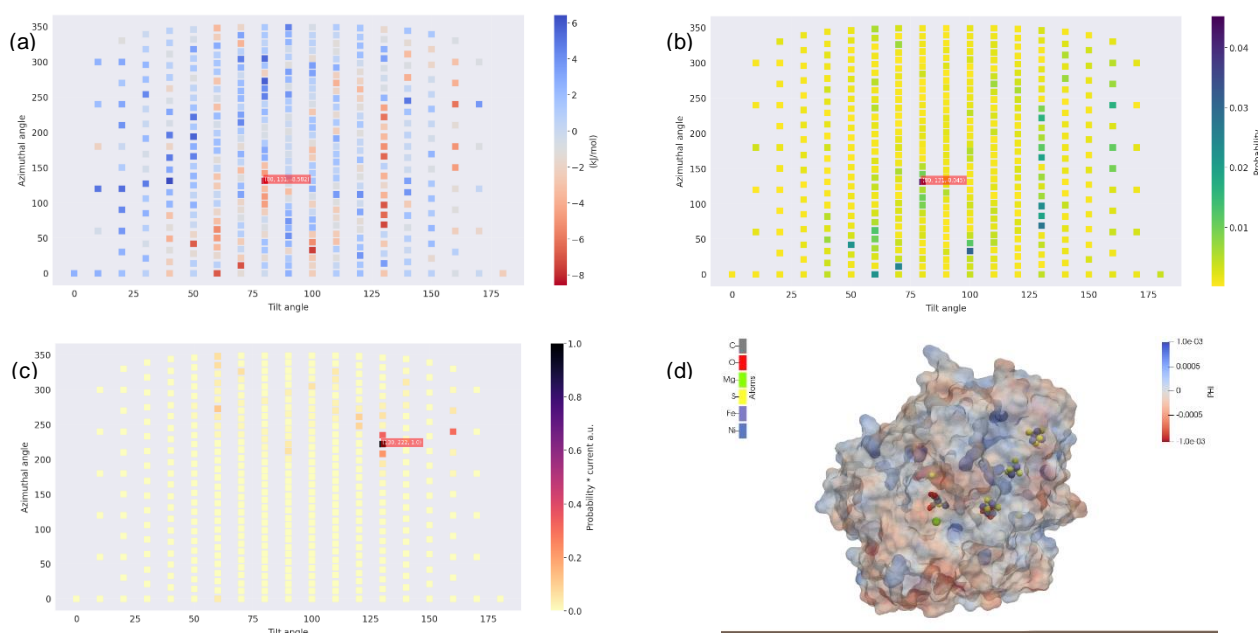 (a)
350
300
250
200
150
100
50
0
Azimuthal angle
0 25 50 75 100 125 150 175
Tilt angle
6
4
2
0
−2
−4
−6
−8
(kJ/mol)
(b)
350
300
250
200
150
100
50
0
Azimuthal angle
0 25 50 75 100 125 150 175
Tilt angle
0.04
0.03
0.02
0.01
Probability
(c)
350
300
250
200
150
100
50
0
Azimuthal angle
0 25 50 75 100 125 150 175
Tilt angle
1.0
0.8
0.6
0.4
0.2
0.0
Probability * current a.u.
(d)
C
O
Mg
S
Fe
Ni
Atoms
1.0e-03
0.0005
0
-0.0005
-1.0e-03
PHI